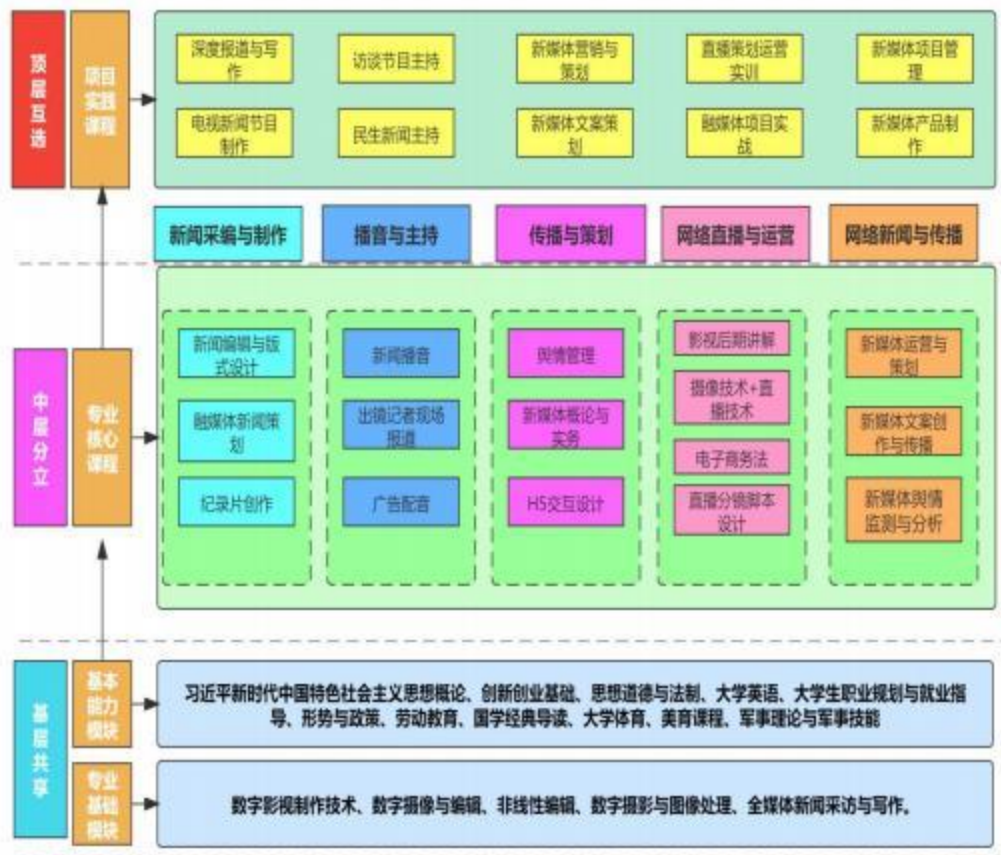 顶层互选
项目
实践
课程
深度报道与写
作
访谈节目主持
新媒体营销与
策划
直播策划运营
实训
新媒体项目管
理
电视新闻节目
制作
民生新闻主持
新媒体文案策
划
融媒体项目实
战
新媒体产品制
作
新闻采编与制作
播音与主持
传播与策划
网络直播与运营
网络新闻与传播
中层分立
专业
核心
课程
新闻编辑与版
式设计
融媒体新闻策
划
纪录片创作
新闻播音
出镜记者现场
报道
广告配音
舆情管理
新媒体概论与
实务
H5交互设计
影视后期讲解
摄像技术+直
播技术
电子商务法
直播分镜脚本
设计
新媒体运营与
策划
新媒体文案创
作与传播
新媒体舆情
监测与分析
基层共享
基本
能力
模块
习近平新时代中国特色社会主义思想概论、创新创业基础、思想道德与法制、大学英语、大学生职业规划与就业指
导、形势与政策、劳动教育、国学经典导读、大学体育、美育课程、军事理论与军事技能
专业
基础
模块
数字影视制作技术、数字摄像与编辑、非线性编辑、数字摄影与图像处理、全媒体新闻采访与写作。